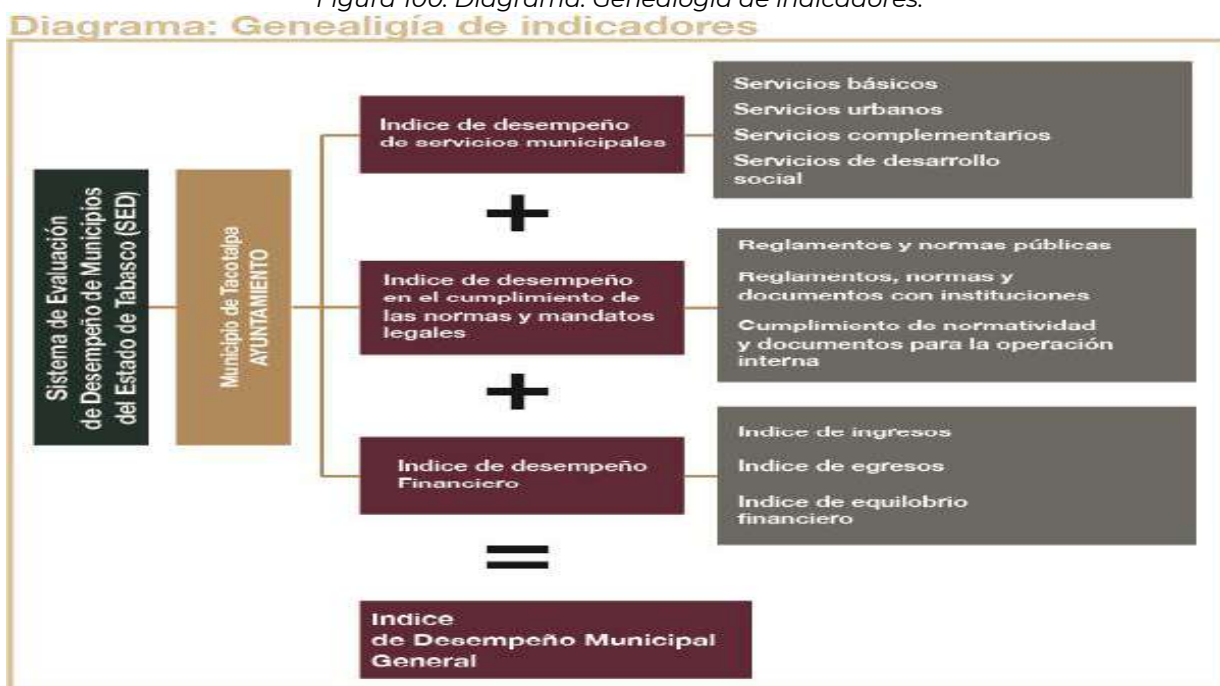 Figura 100. Diagrama. Genealogía de indicadores.
Diagrama: Genealigía de indicadores
Sistema de Evaluación
de Desempeño de Municipios
del Estado de Tabasco (SED)
Municipio de Tacotalpa
AYUNTAMIENTO
Indice de desempeño
de servicios municipales
Servicios básicos
Servicios urbanos
Servicios complementarios
Servicios de desarrollo
social
+
Indice de desempeño
en el cumplimiento de
las normas y mandatos
legales
Reglamentos y normas públicas
Reglamentos, normas y
documentos con instituciones
Cumplimiento de normatividad
y documentos para la operación
interna
+
Indice de desempeño
Financiero
Indice de ingresos
Indice de egresos
Indice de equilobrio
financiero
=
Indice
de Desempeño Municipal
General